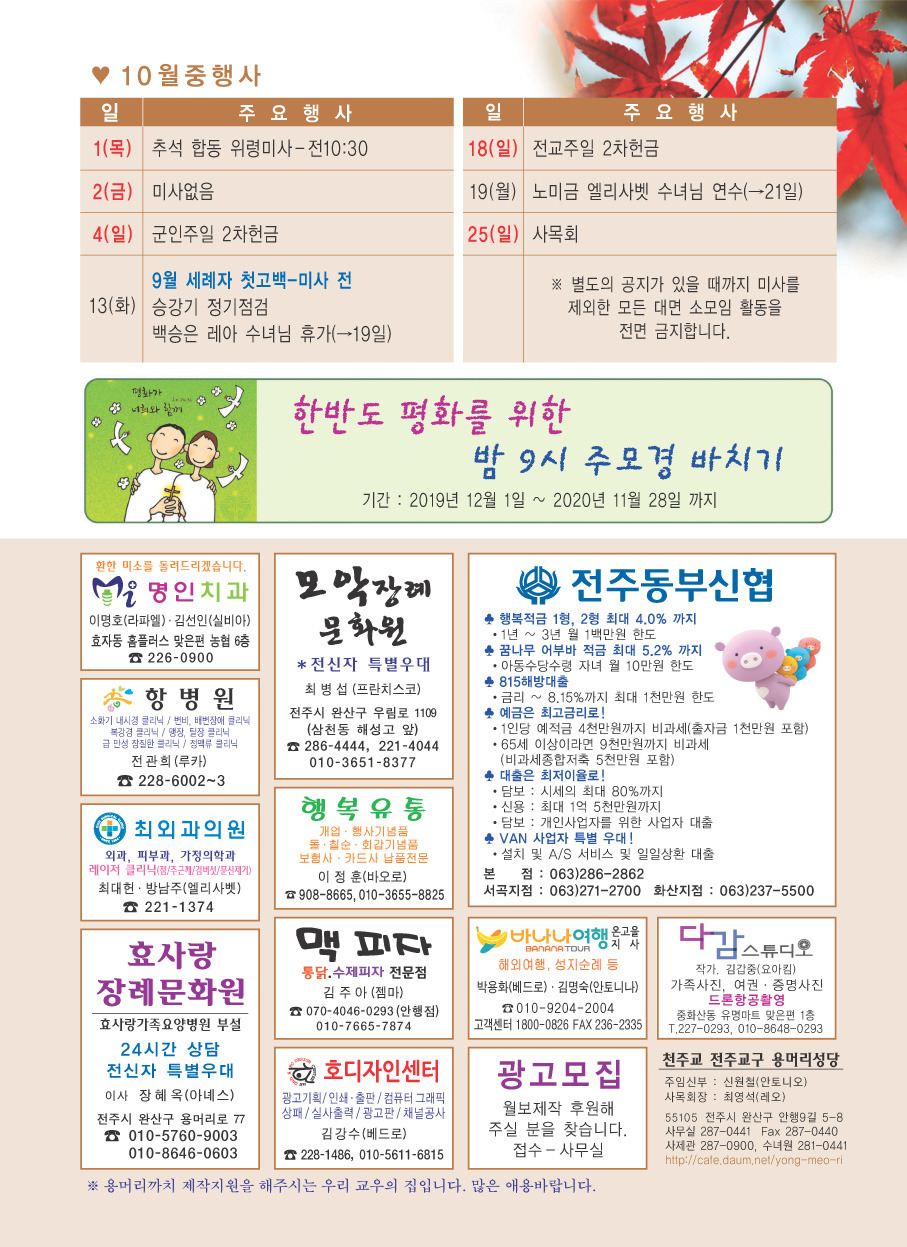 ♥ 10월중행사
일 주요행사
1(목) 추석 합동 위령미사-전10:30
2(금) 미사없음
4(일) 군인주일 2차헌금
13(화) 9월 세례자 첫고백-미사 전
승강기 정기점검
백승은 레아 수녀님 휴가(→19일)
일 주요행사
18(일) 전교주일 2차헌금
19(월) 노미금 엘리사벳 수녀님 연수(→21일)
25(일) 사목회
※ 별도의 공지가 있을 때까지 미사를
제외한 모든 대면 소모임 활동을
전면 금지합니다.
평화가
너희와 함께
한반도 평화를 위한
밤 9시 주모경 바치기
기간 : 2019년 12월 1일 ~ 2020년 11월 28일 까지
환한 미소를 돌려드리겠습니다.
명인치과
이명호(라파엘)·김선인(실비아)
효자동 홈플러스 맞은편 농협 6층
☎ 226-0900
항병원
소화기 내시경 클리닉 / 변비, 배변장애 클리닉
복강경 클리닉 / 맹장, 탈장 클리닉
급 만성 장질환 클리닉 / 정맥류 클리닉
전관희(루카)
☎ 228-6002~3
최외과의원
외과, 피부과, 가정의학과
레이저 클리닉(점/주근깨/검버섯/문신제거)
최대헌·방남주(엘리사벳)
☎ 221-1374
효사랑
장례문화원
효사랑가족요양병원 부설
24시간 상담
전신자 특별우대
이사 장혜옥(아녜스)
전주시 완산구 용머리로 77
☎ 010-5760-9003
010-8646-0603
모악장례
문화원
*전신자 특별우대
최병섭(프란치스코)
전주시 완산구 우림로 1109
(삼천동 해성고 앞)
☎ 286-4444, 221-4044
010-3651-8377
행복유통
개업·행사기념품
돌·칠순·회갑기념품
보험사·카드사 납품전문
이정훈(바오로)
☎ 908-8665, 010-3655-8825
맥 피자
통닭.수제피자 전문점
김주아(젬마)
☎ 070-4046-0293(안행점)
010-7665-7874
호디자인센터
광고기획/인쇄·출판/컴퓨터그래픽
상패/실사출력/광고판/채널공사
김강수(베드로)
☎ 228-1486, 010-5611-6815
전주동부신협
♣ 행복적금 1형, 2형 최대 4.0% 까지
•1년 ~ 3년 월 1백만원 한도
♣ 꿈나무 어부바 적금 최대 5.2% 까지
•아동수당수령 자녀 월 10만원 한도
♣ 815해방대출
•금리 ~ 8.15%까지 최대 1천만원 한도
♣ 예금은 최고금리로!
•1인당 예적금 4천만원까지 비과세(출자금 1천만원 포함)
•65세 이상이라면 9천만원까지 비과세
(비과세종합저축 5천만원 포함)
♣ 대출은 최저이율로!
•담보 : 시세의 최대 80%까지
•신용 : 최대 1억 5천만원까지
•담보 : 개인사업자를 위한 사업자 대출
♣ VAN 사업자 특별 우대!
•설치 및 A/S 서비스 및 일일상환 대출
본 점 : 063)286-2862
서곡지점 : 063)271-2700 화산지점 : 063)237-5500
바나나여행 온고을
지사
BANANA TOUR
해외여행, 성지순례 등
박용화(베드로)·김명숙(안토니나)
☎ 010-9204-2004
고객센터 1800-0826 FAX 236-2335
다감스튜디오
작가. 김갑중(요아킴)
가족사진, 여권·증명사진
드론항공촬영
중화산동 유명마트 맞은편 1층
T.227-0293, 010-8648-0293
광고모집
월보제작 후원해
주실 분을 찾습니다.
접수-사무실
천주교 전주교구 용머리성당
주임신부 : 신원철(안토니오)
사목회장 : 최영석(레오)
55105 전주시 완산구 안행9길 5-8
사무실 287-0441 Fax 287-0440
사제관 287-0900, 수녀원 281-0441
http://cafe.daum.net/yong-meo-ri
※ 용머리까치 제작지원을 해주시는 우리 교우의 집입니다. 많은 애용바랍니다.